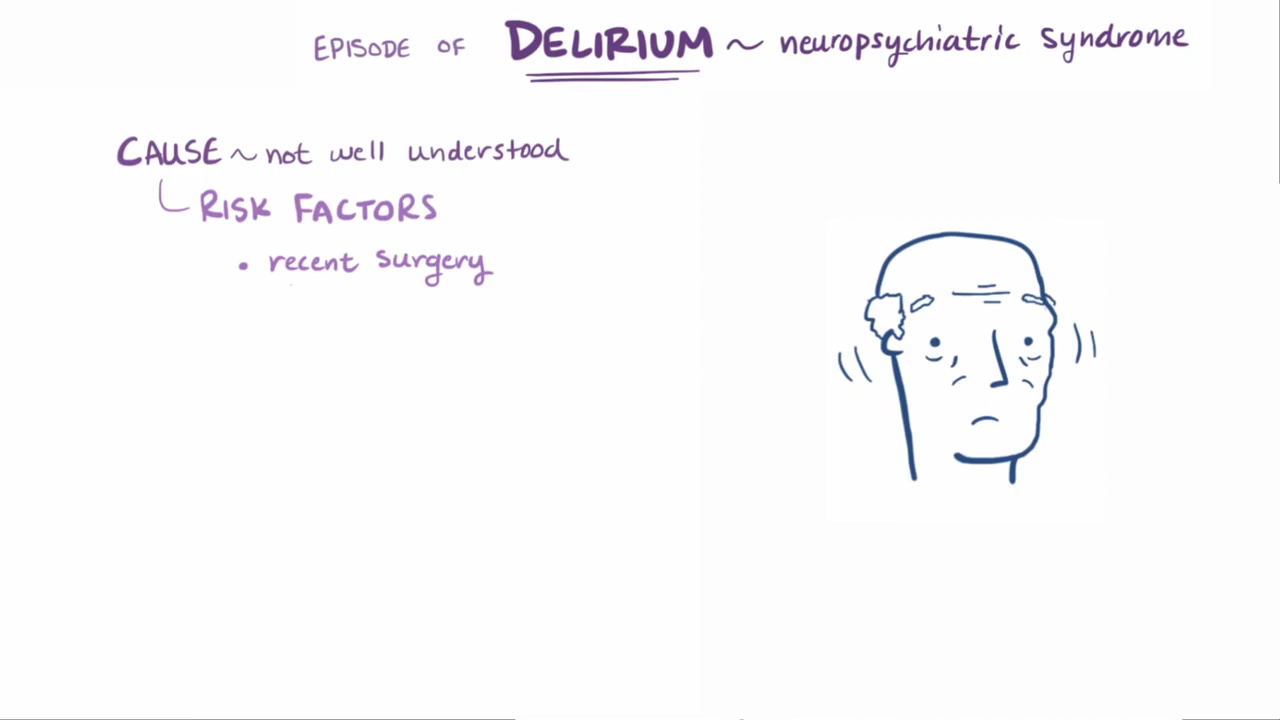 EPISODE OF DELIRIUM ~ neuropsychiatric syndrome
CAUSE ~ not well understood
RISK FACTORS
• recent surgery